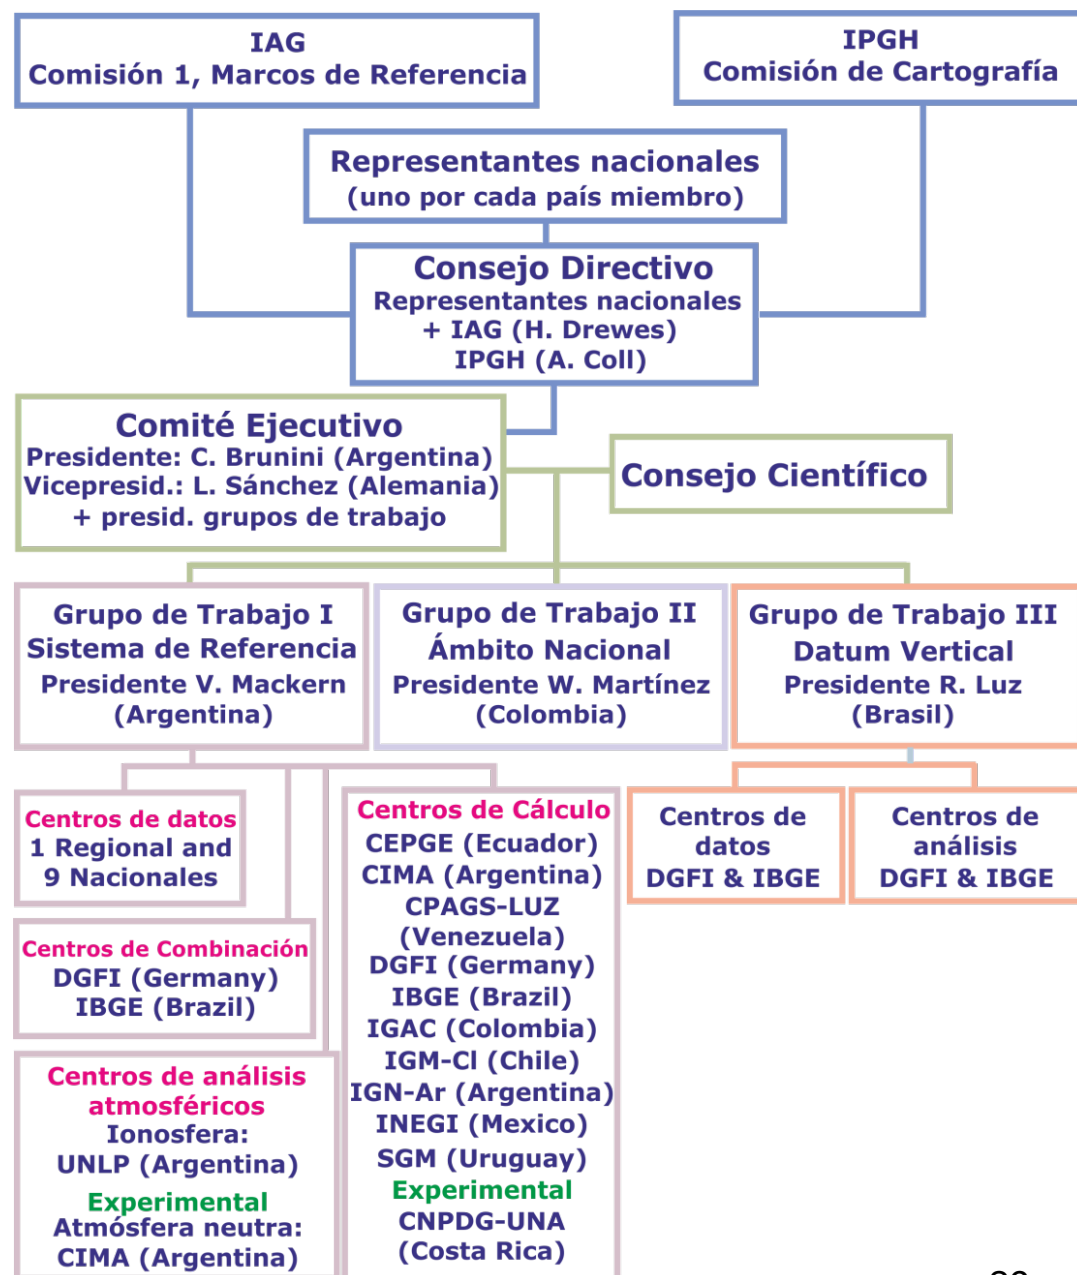 IAG
Comisión 1, Marcos de Referencia
IPGH
Comisión de Cartografía
Representantes nacionales
(uno por cada país miembro)
Consejo Directivo
Representantes nacionales
+ IAG (H. Drewes)
IPGH (A. Coll)
Comité Ejecutivo
Presidente: C. Brunini (Argentina)
Vicepresid.: L. Sánchez (Alemania)
+ presid. grupos de trabajo
Consejo Científico
Grupo de Trabajo I
Sistema de Referencia
Presidente V. Mackern
(Argentina)
Grupo de Trabajo II
Ámbito Nacional
Presidente W. Martínez
(Colombia)
Grupo de Trabajo III
Datum Vertical
Presidente R. Luz
(Brasil)
Centros de datos
1 Regional and
9 Nacionales
Centros de Combinación
DGFI (Germany)
IBGE (Brazil)
Centros de análisis
atmosféricos
Ionosfera:
UNLP (Argentina)
Experimental
Atmósfera neutra:
CIMA (Argentina)
Centros de Cálculo
CEPGE (Ecuador)
CIMA (Argentina)
CPAGS-LUZ
(Venezuela)
DGFI (Germany)
IBGE (Brazil)
IGAC (Colombia)
IGM-Cl (Chile)
IGN-Ar (Argentina)
INEGI (Mexico)
SGM (Uruguay)
Experimental
CNPDG-UNA
(Costa Rica)
Centros de
datos
DGFI & IBGE
Centros de
análisis
DGFI & IBGE